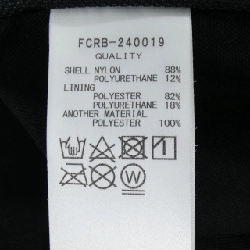 FCRB-240019
QUALITY
SHELL NYLON 88%
POLYURETHANE 12%
LINING
POLYESTER 82%
POLYURETHANE 18%
ANOTHER MATERIAL
POLYESTER 100%